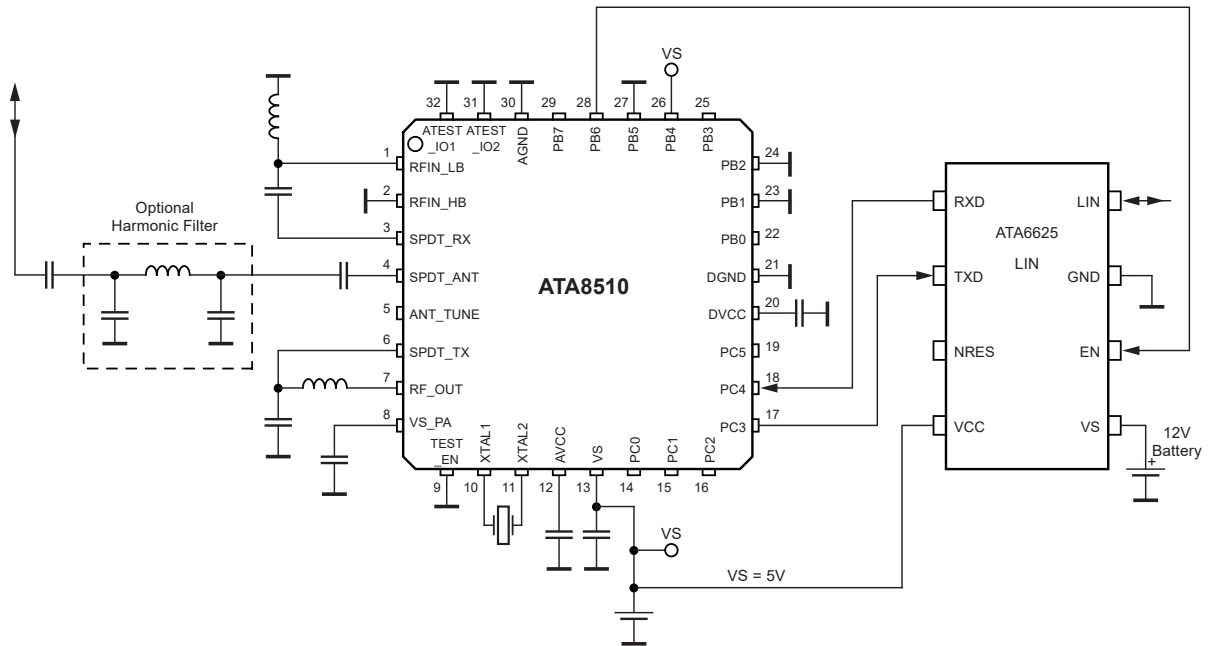 VS
32
31
30
29
28
27
26
25
ATEST
_IO1
ATEST
_IO2
AGND
PB7
PB6
PB5
PB4
PB3
1
RFIN_LB
2
RFIN_HB
3
SPDT_RX
4
SPDT_ANT
5
ANT_TUNE
6
SPDT_TX
7
RF_OUT
8
VS_PA
Optional
Harmonic Filter
ATA8510
PB2
24
PB1
23
PB0
22
DGND
21
DVCC
20
PC5
19
PC4
18
PC3
17
TEST
_EN
XTAL1
XTAL2
AVCC
VS
PC0
PC1
PC2
9
10
11
12
13
14
15
16
VS
VS = 5V
RXD
LIN
ATA6625
LIN
TXD
GND
NRES
EN
VCC
VS
12V
Battery
+